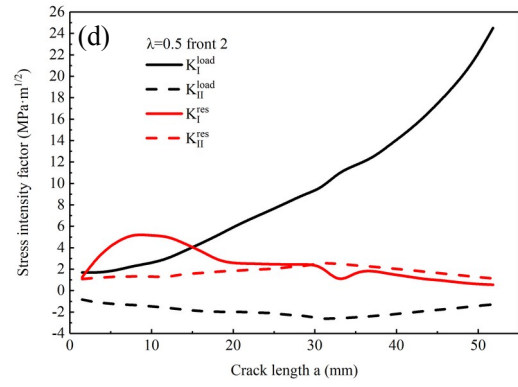 (d)
λ=0.5 front 2
K_I^load
K_II^load
K_I^res
K_II^res
Stress intensity factor (MPa·m^1/2)
26
24
22
20
18
16
14
12
10
8
6
4
2
0
-2
-4
0 10 20 30 40 50
Crack length a (mm)